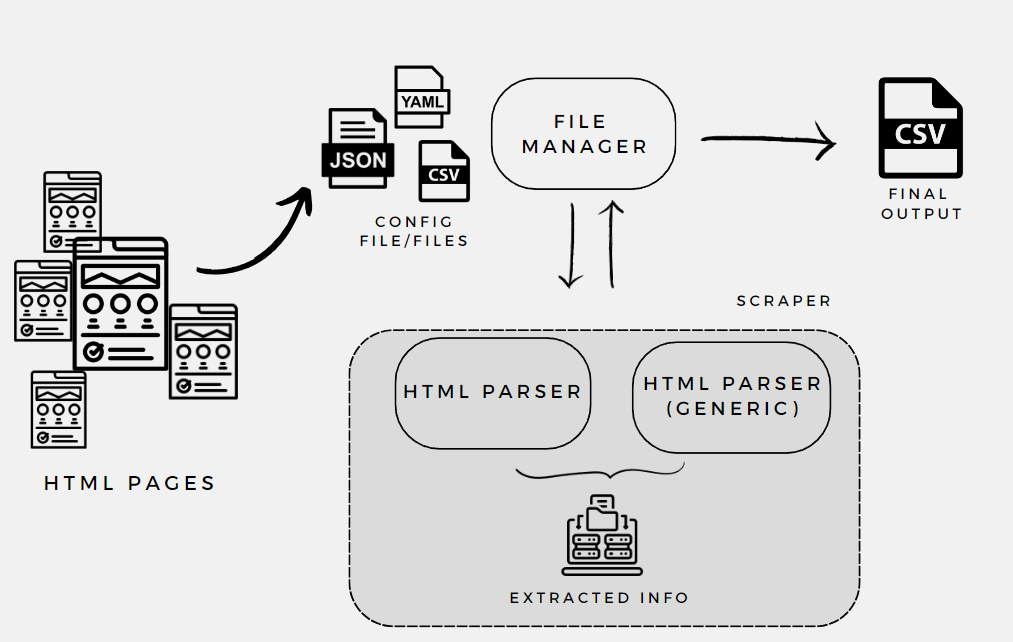 YAML
JSON
CSV
CONFIG
FILE/FILES
FILE
MANAGER
CSV
FINAL
OUTPUT
SCRAPER
HTML PARSER
HTML PARSER
(GENERIC)
HTML PAGES
EXTRACTED INFO